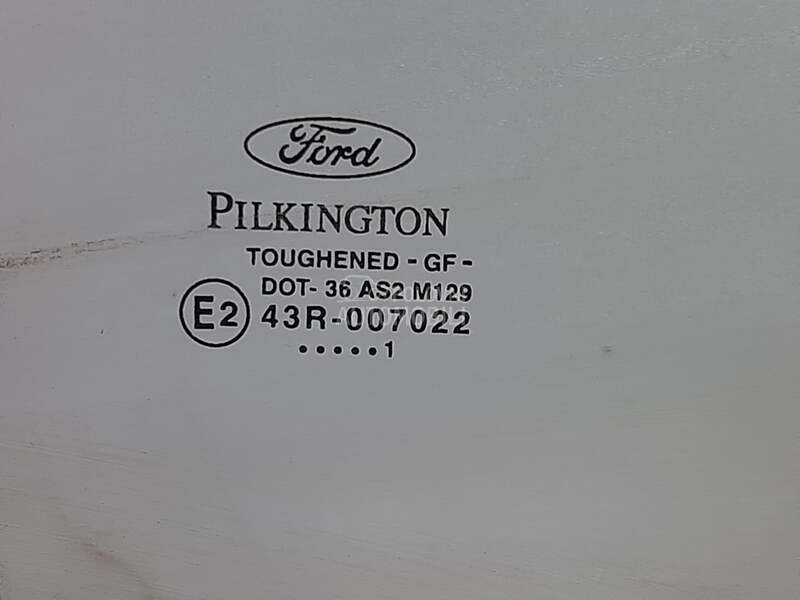 Ford
PILKINGTON
TOUGHENED - GF -
DOT- 36 AS2 M129
E2 43R-007022
.....1